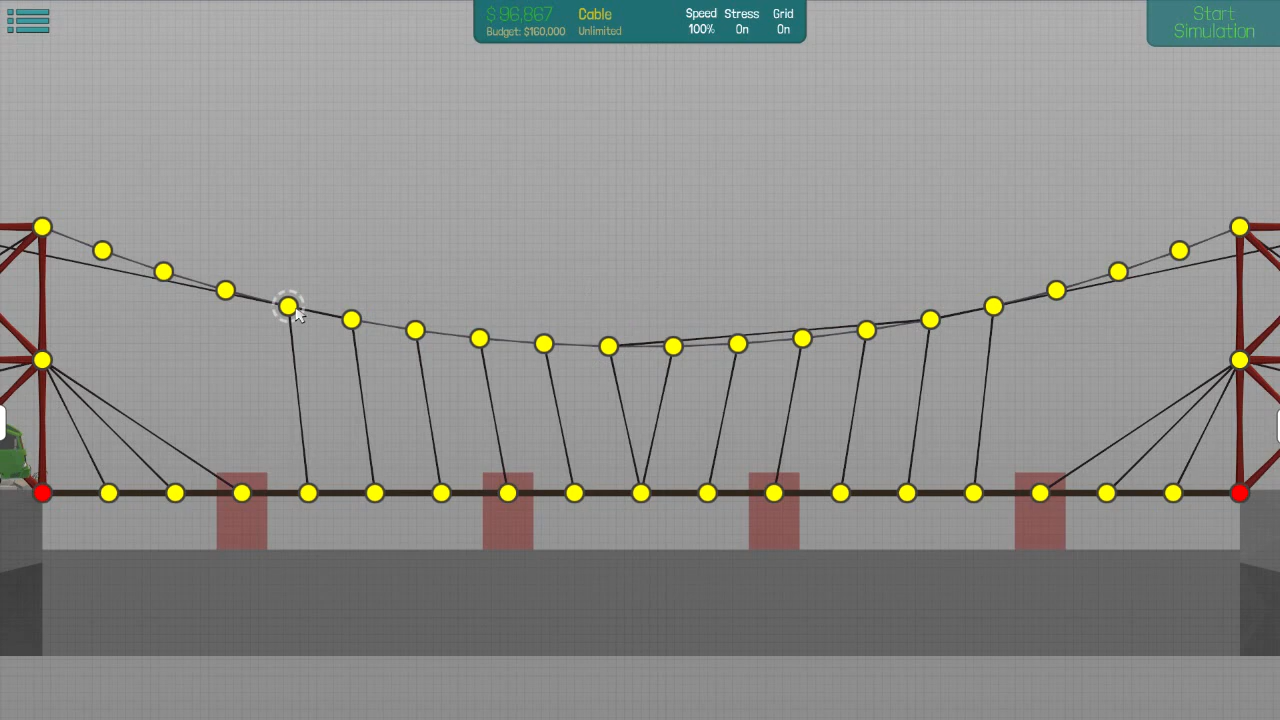 $ 96,867
Budget: $160,000
Cable
Unlimited
Speed
100%
Stress
On
Grid
On
Start
Simulation